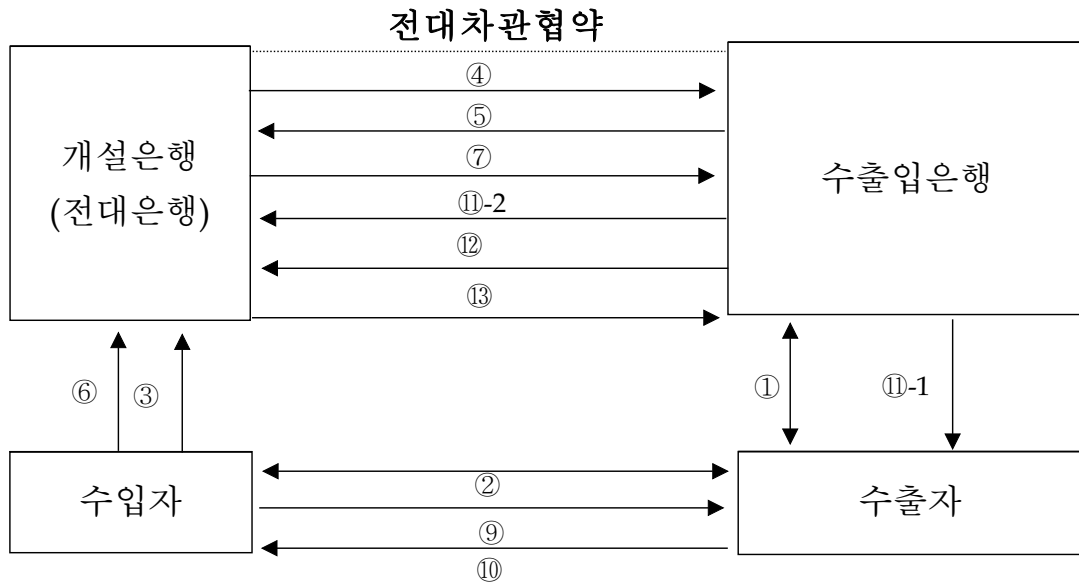 전대차관협약
④
⑤
개설은행
(전대은행)
⑦
수출입은행
⑪-2
⑫
⑬
⑥
③
①
⑪-1
수입자
②
수출자
⑨
⑩